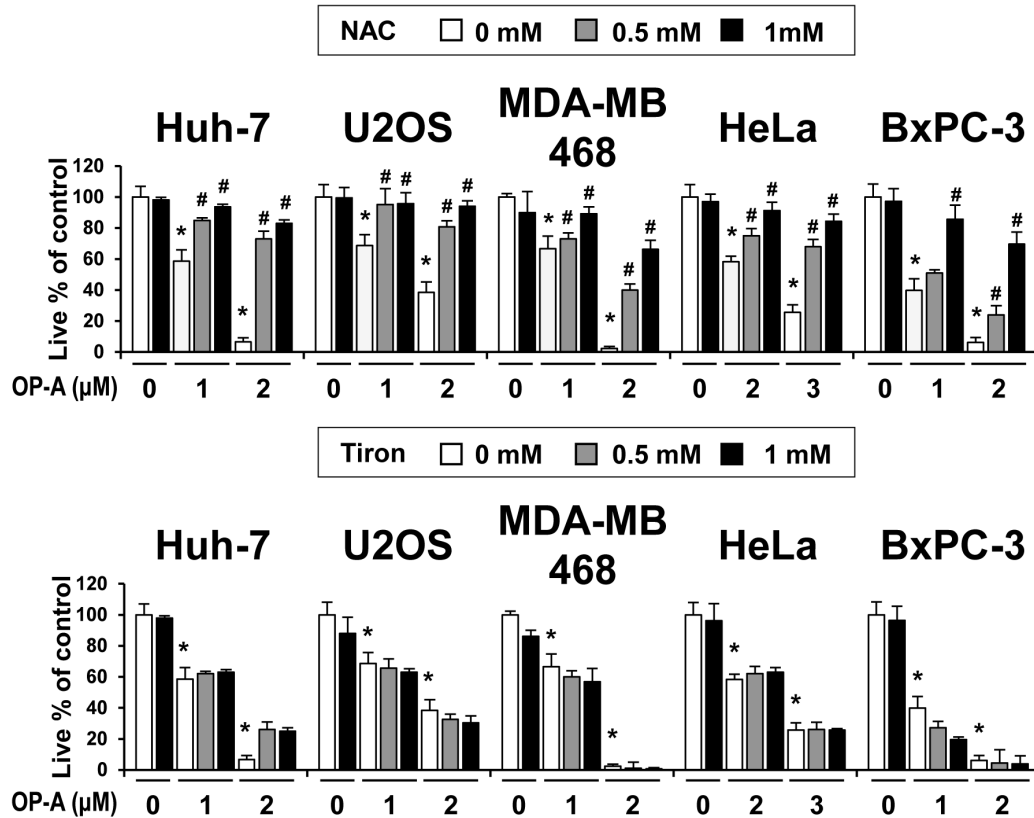 NAC 0 mM 0.5 mM 1mM
Huh-7 U2OS MDA-MB 468 HeLa BxPC-3
Live % of control
120
100
80
60
40
20
0
* # # * # # * # # * # # * # # * # # * # # * # # * # * # #
OP-A (μM) 0 1 2 0 1 2 0 1 2 0 2 3 0 1 2
Tiron 0 mM 0.5 mM 1 mM
Huh-7 U2OS MDA-MB 468 HeLa BxPC-3
Live % of control
120
100
80
60
40
20
0
* * * * * * * * * *
OP-A (μM) 0 1 2 0 1 2 0 1 2 0 2 3 0 1 2